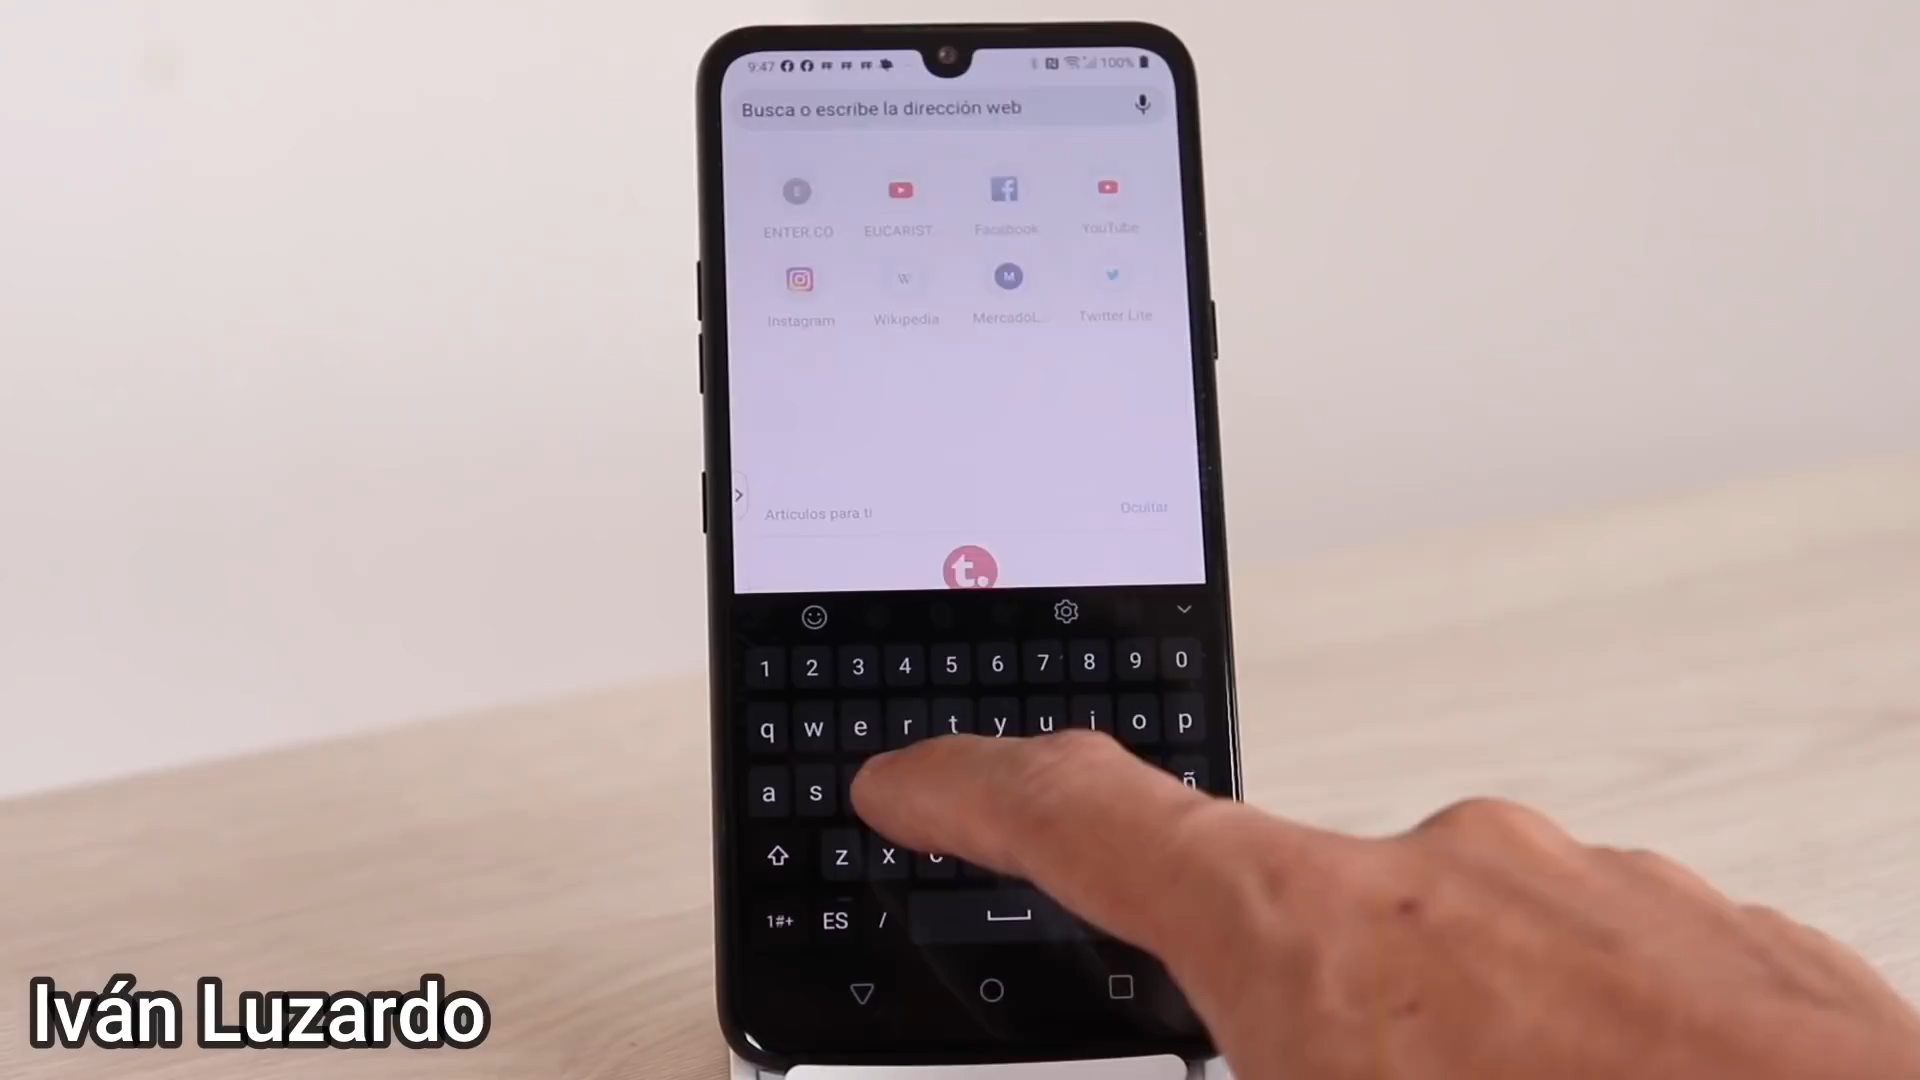 9:47
100%
Busca o escribe la dirección web
ENTER.CO EUCARIST... Facebook YouTube
W M
Instagram Wikipedia MercadoL... Twitter Lite
Artículos para ti Ocultar
t.
1 2 3 4 5 6 7 8 9 0
q w e r t y u i o p
a s ñ
z x c
1#+ ES /
Iván Luzardo